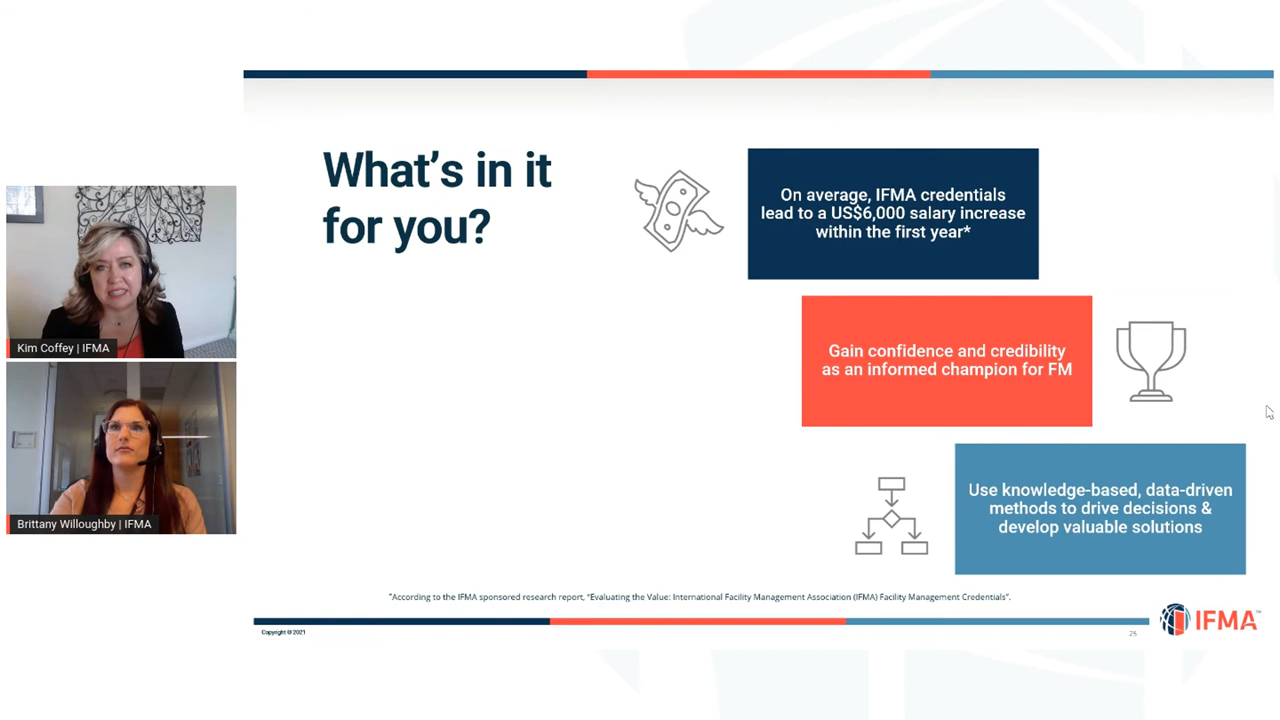 What's in it
for you?
On average, IFMA credentials
lead to a US$6,000 salary increase
within the first year*
Gain confidence and credibility
as an informed champion for FM
Use knowledge-based, data-driven
methods to drive decisions &
develop valuable solutions
Kim Coffey | IFMA
Brittany Willoughby | IFMA
*According to the IFMA sponsored research report, "Evaluating the Value: International Facility Management Association (IFMA) Facility Management Credentials".
Copyright © 2021
25
IFMA™